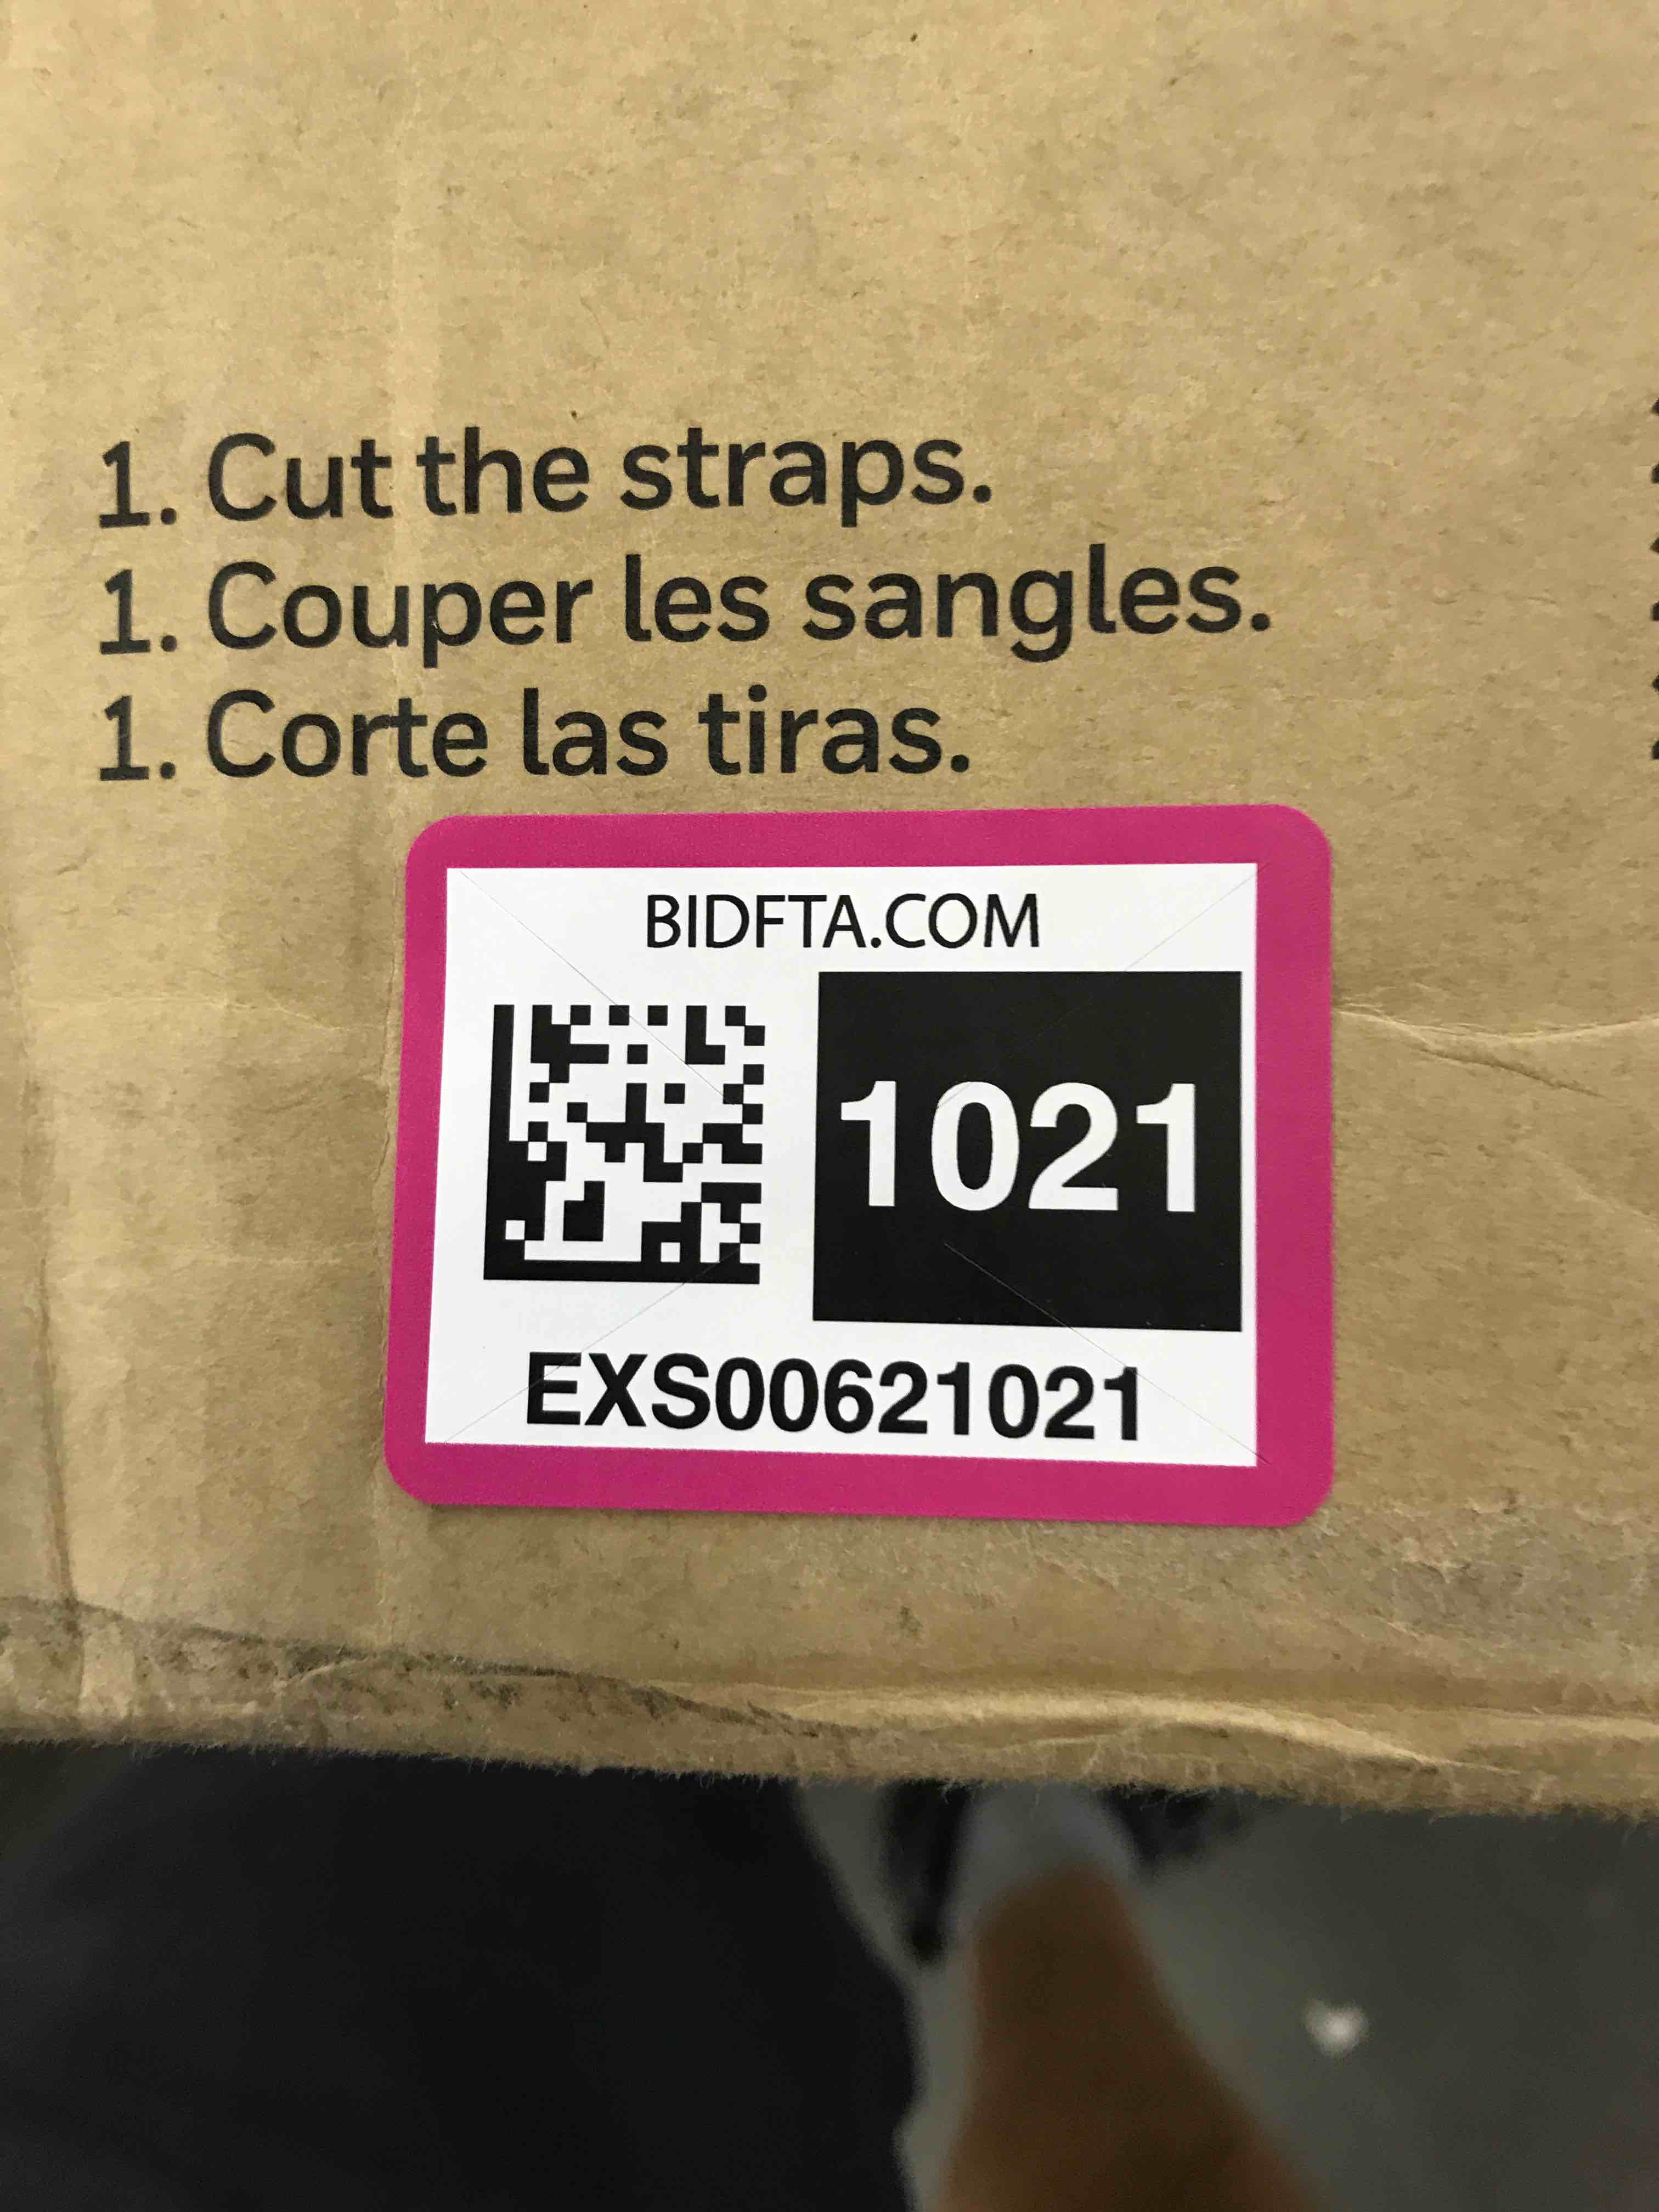 1. Cut the straps.
1. Couper les sangles.
1. Corte las tiras.
BIDFTA.COM
1021
EXS00621021